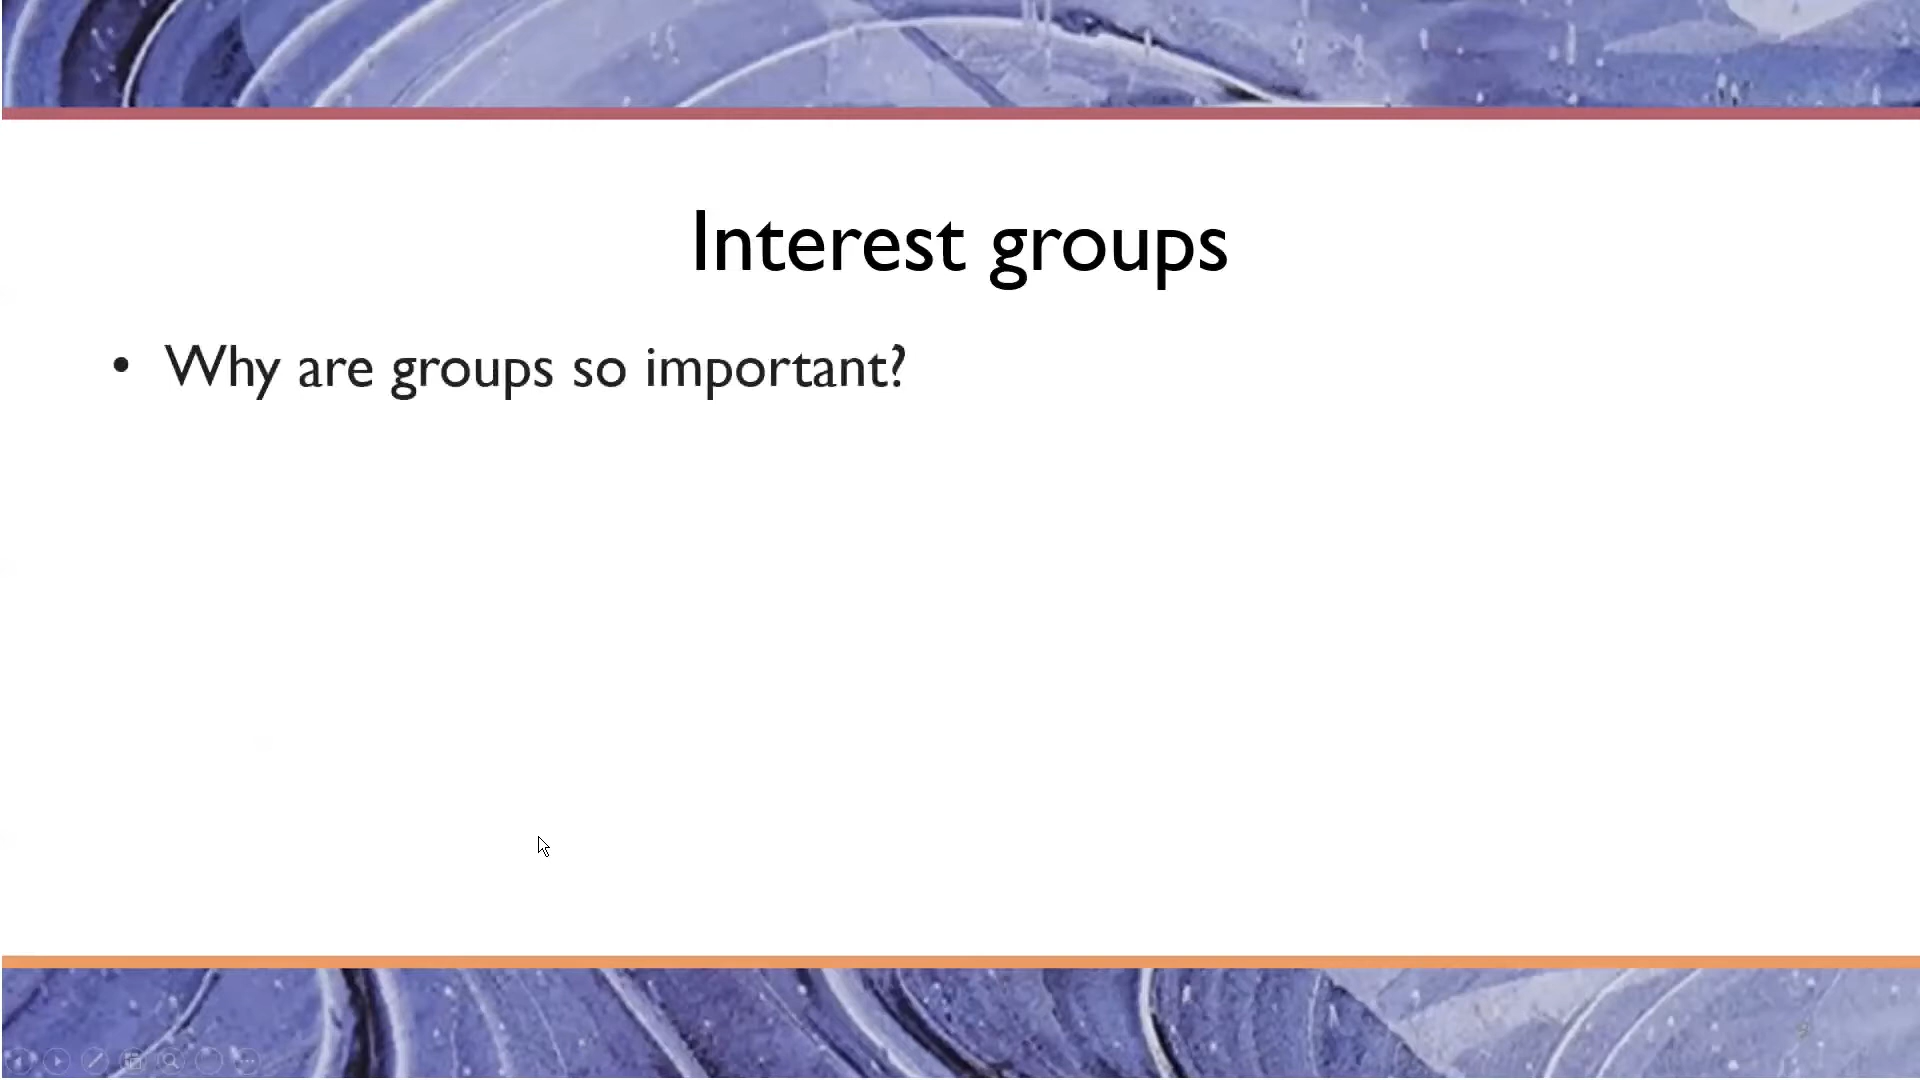 Interest groups
• Why are groups so important?